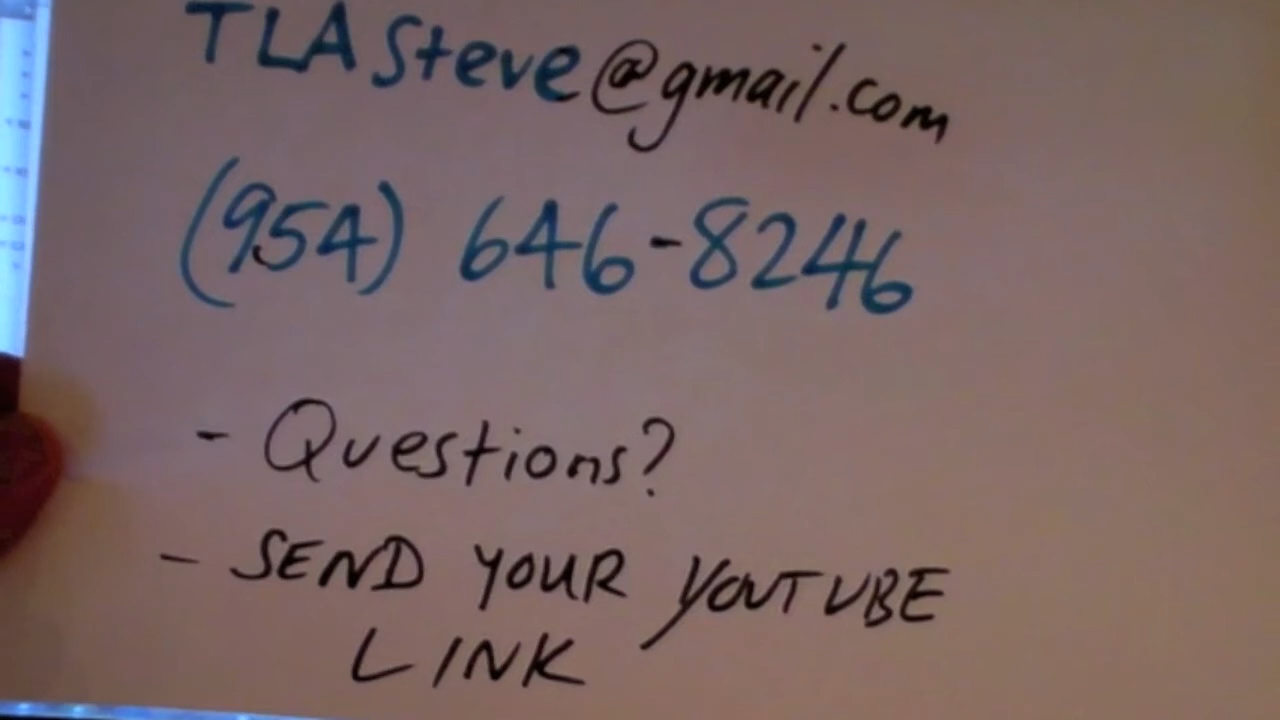 TLASteve@gmail.com
(954) 646-8246
- Questions?
- SEND YOUR YOUTUBE
LINK